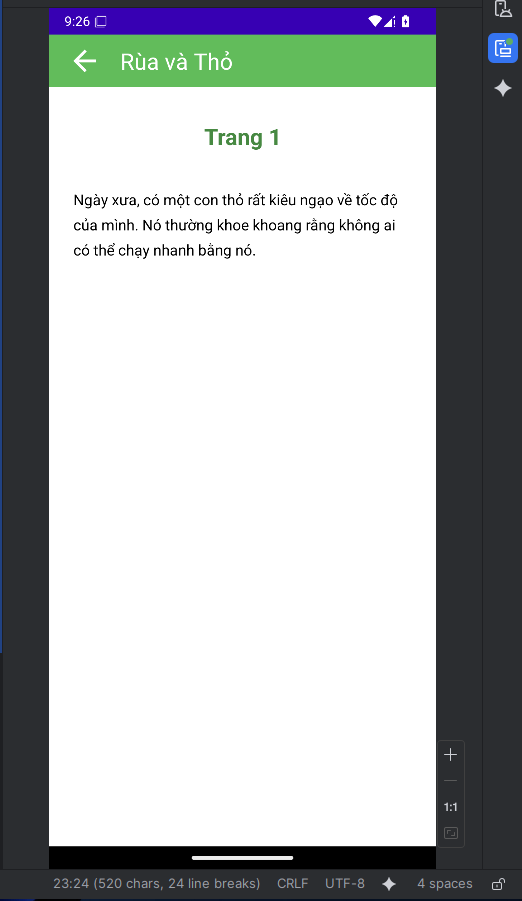 9:26
Rùa và Thỏ
Trang 1
Ngày xưa, có một con thỏ rất kiêu ngạo về tốc độ
của mình. Nó thường khoe khoang rằng không ai
có thể chạy nhanh bằng nó.
1:1
23:24 (520 chars, 24 line breaks) CRLF UTF-8 4 spaces